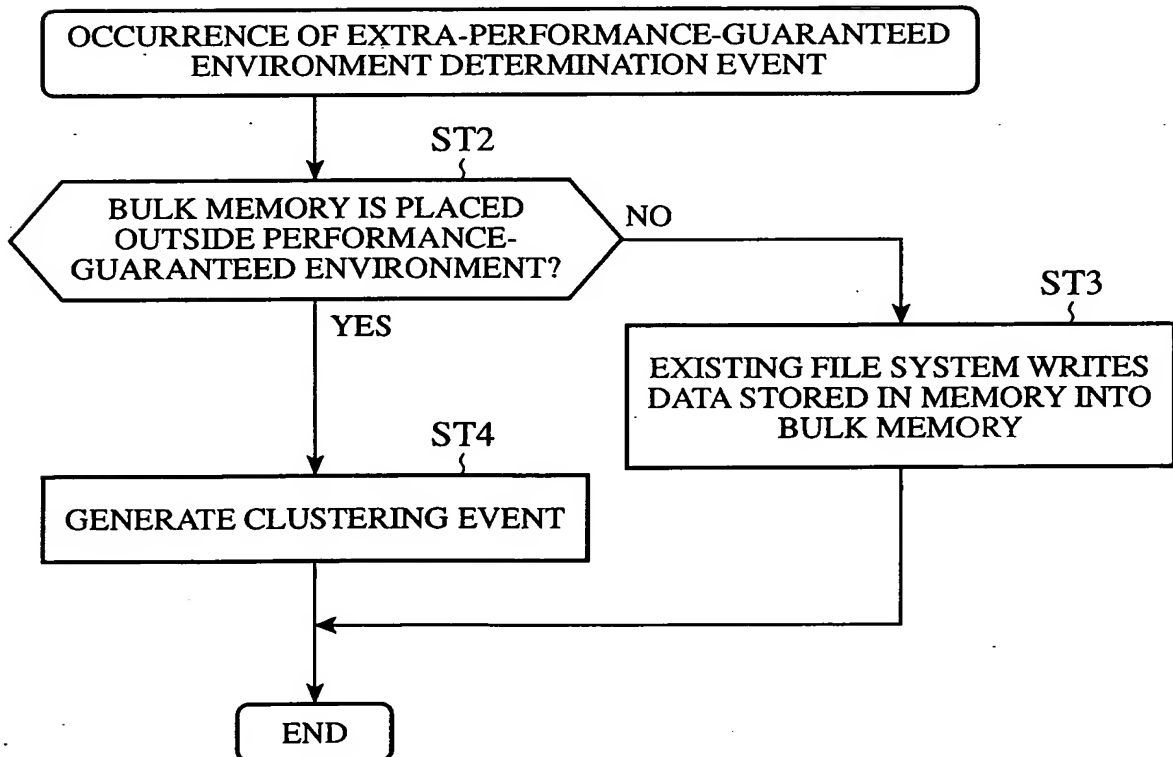 OCCURRENCE OF EXTRA-PERFORMANCE-GUARANTEED
ENVIRONMENT DETERMINATION EVENT
ST2
BULK MEMORY IS PLACED
OUTSIDE PERFORMANCE-
GUARANTEED ENVIRONMENT?
NO
YES
ST3
EXISTING FILE SYSTEM WRITES
DATA STORED IN MEMORY INTO
BULK MEMORY
ST4
GENERATE CLUSTERING EVENT
END